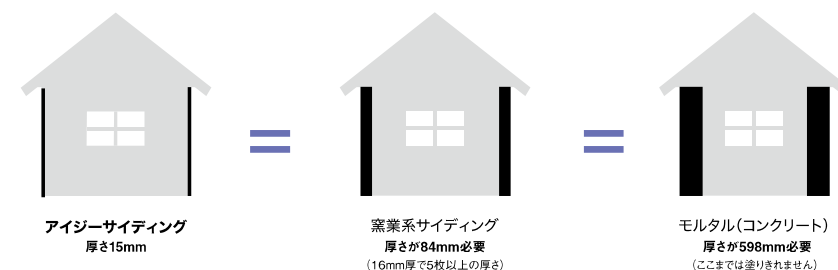 アイジーサイディング
厚さ15mm
窯業系サイディング
厚さが84mm必要
（16mm厚で5枚以上の厚さ）
モルタル（コンクリート）
厚さが598mm必要
（ここまでは塗りきれません）